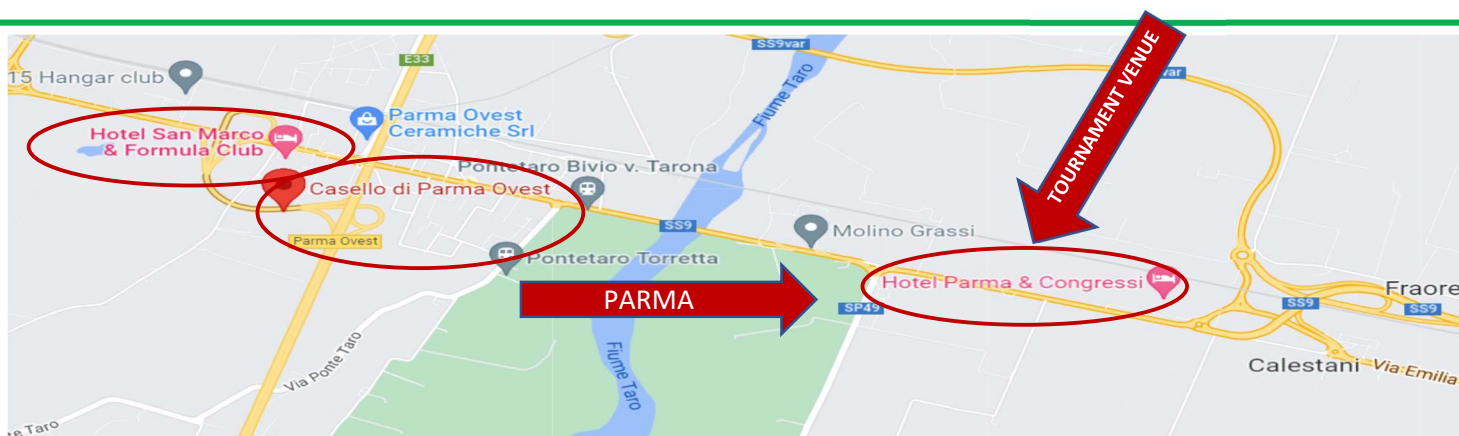 SS9var
TOURNAMENT VENUE
E33
15 Hangar club
Fiume Taro
var
Hotel San Marco
& Formula Club
Parma Ovest
Ceramiche Srl
Pontetaro Bivio v. Tarona
Casello di Parma Ovest
SS9
Molino Grassi
Parma Ovest
Pontetaro Torretta
Hotel Parma & Congressi
Fraore
PARMA
SP49
SS9
SS9
Fiume Taro
Via Ponte Taro
Calestani
Via Emilia
te Taro